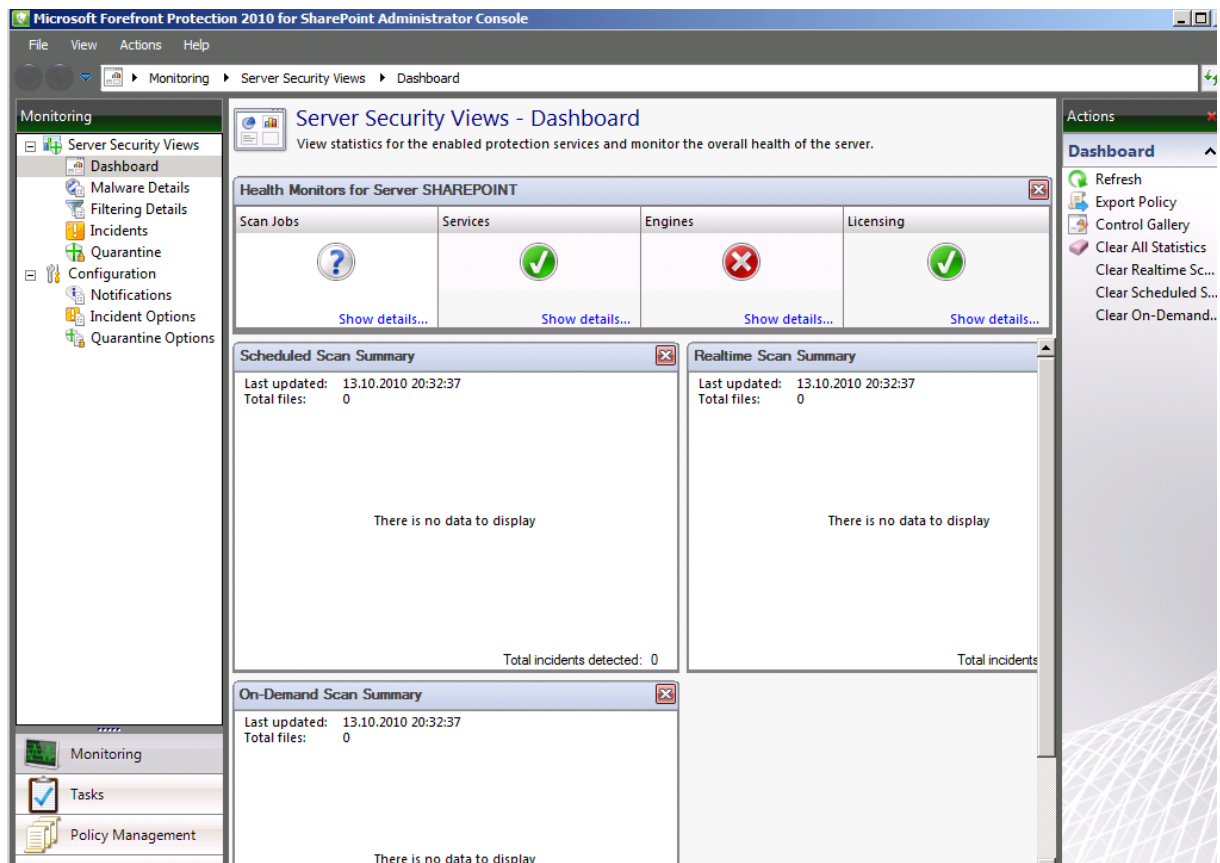 Microsoft Forefront Protection 2010 for SharePoint Administrator Console
File View Actions Help
Monitoring Server Security Views Dashboard
Monitoring
Server Security Views
Dashboard
Malware Details
Filtering Details
Incidents
Quarantine
Configuration
Notifications
Incident Options
Quarantine Options
Monitoring
Tasks
Policy Management
Server Security Views - Dashboard
View statistics for the enabled protection services and monitor the overall health of the server.
Health Monitors for Server SHAREPOINT
Scan Jobs Services Engines Licensing
Show details... Show details... Show details... Show details...
Scheduled Scan Summary
Last updated: 13.10.2010 20:32:37
Total files: 0
There is no data to display
Total incidents detected: 0
Realtime Scan Summary
Last updated: 13.10.2010 20:32:37
Total files: 0
There is no data to display
Total incidents
On-Demand Scan Summary
Last updated: 13.10.2010 20:32:37
Total files: 0
There is no data to display
Actions
Dashboard
Refresh
Export Policy
Control Gallery
Clear All Statistics
Clear Realtime Sc...
Clear Scheduled S...
Clear On-Demand...